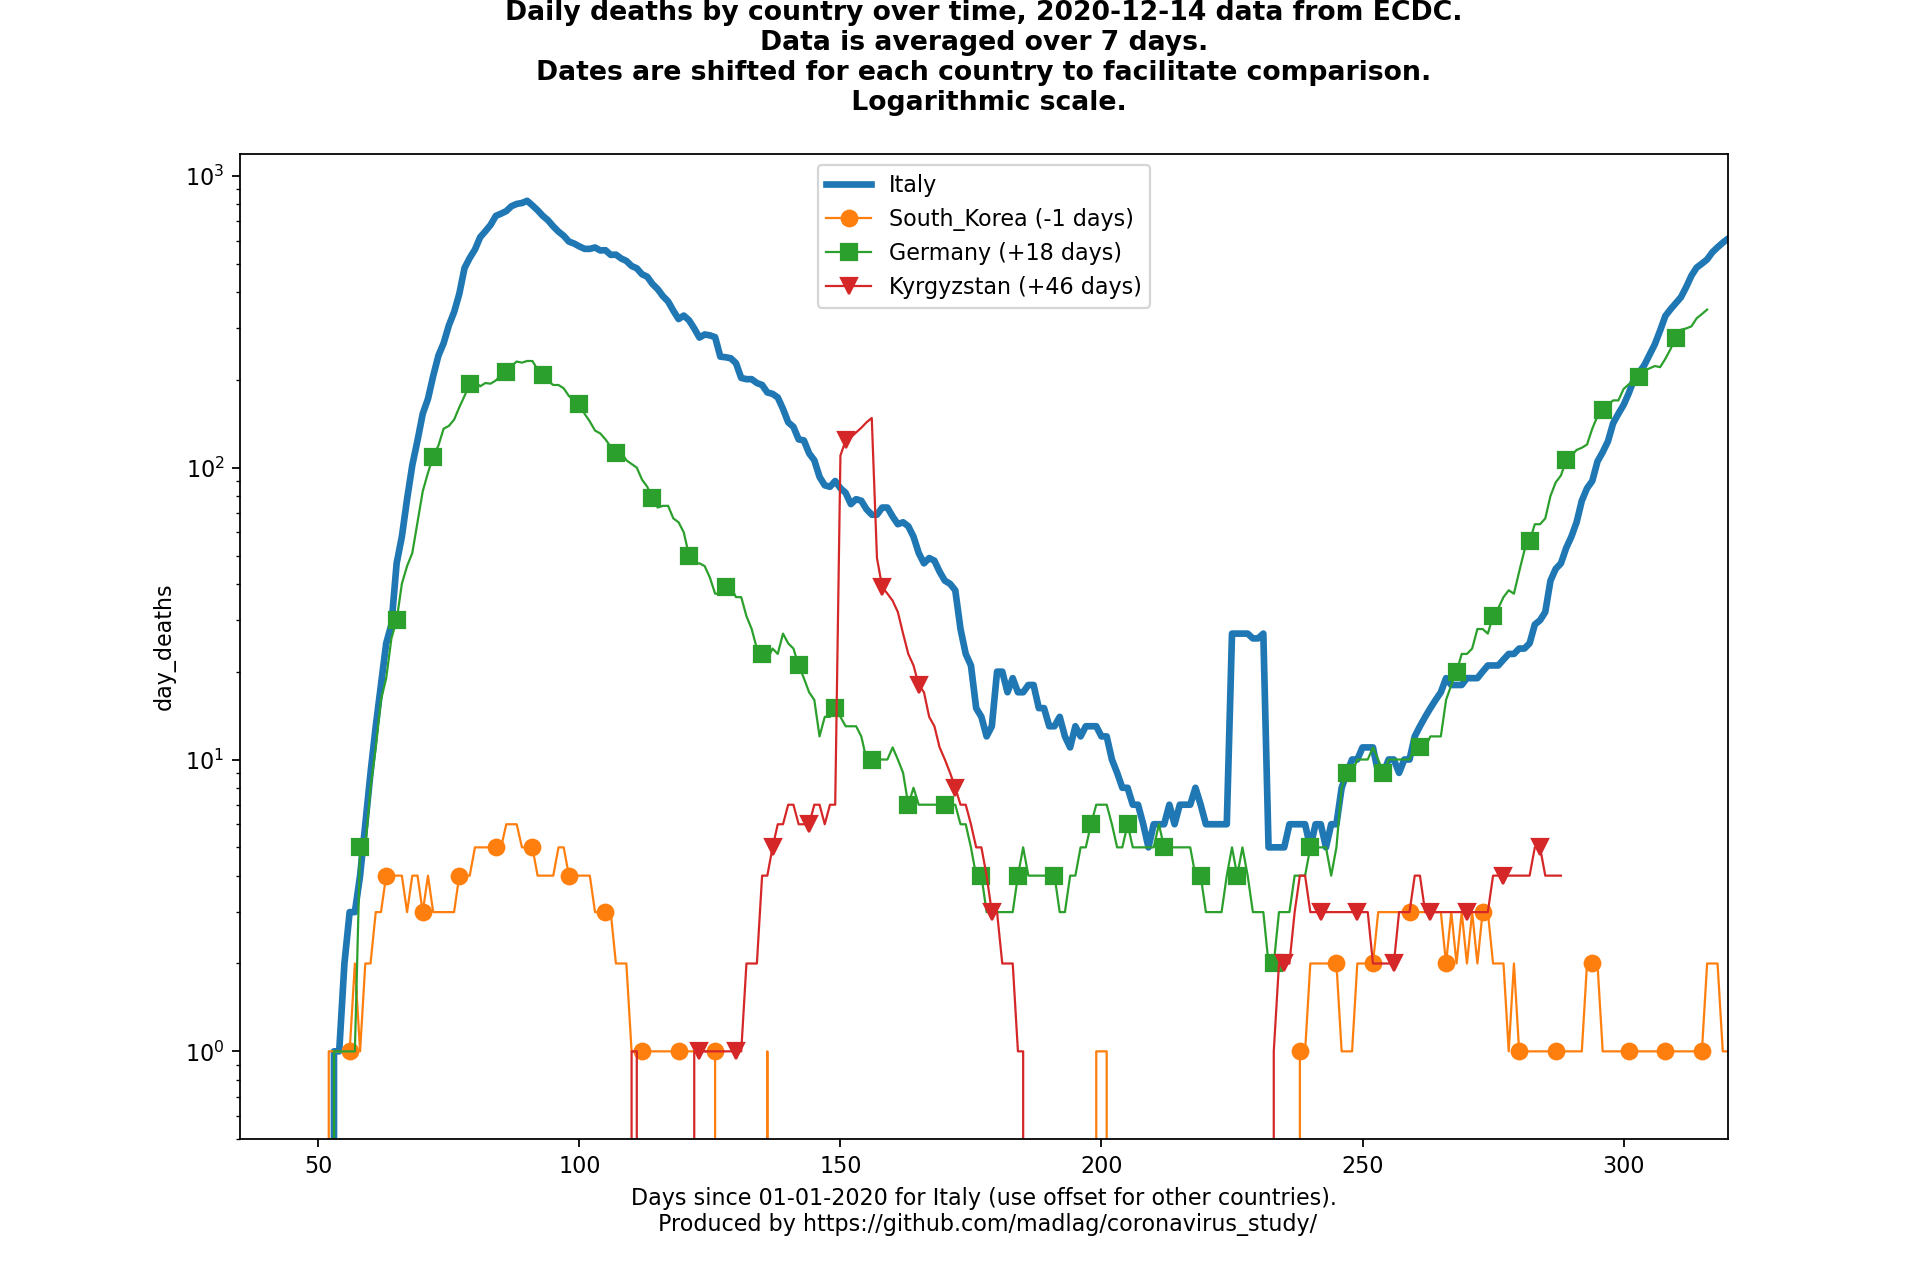 Daily deaths by country over time, 2020-12-14 data from ECDC.
Data is averaged over 7 days.
Dates are shifted for each country to facilitate comparison.
Logarithmic scale.
Italy
South_Korea (-1 days)
Germany (+18 days)
Kyrgyzstan (+46 days)
day_deaths
10³
10²
10¹
10⁰
50 100 150 200 250 300
Days since 01-01-2020 for Italy (use offset for other countries).
Produced by https://github.com/madlag/coronavirus_study/